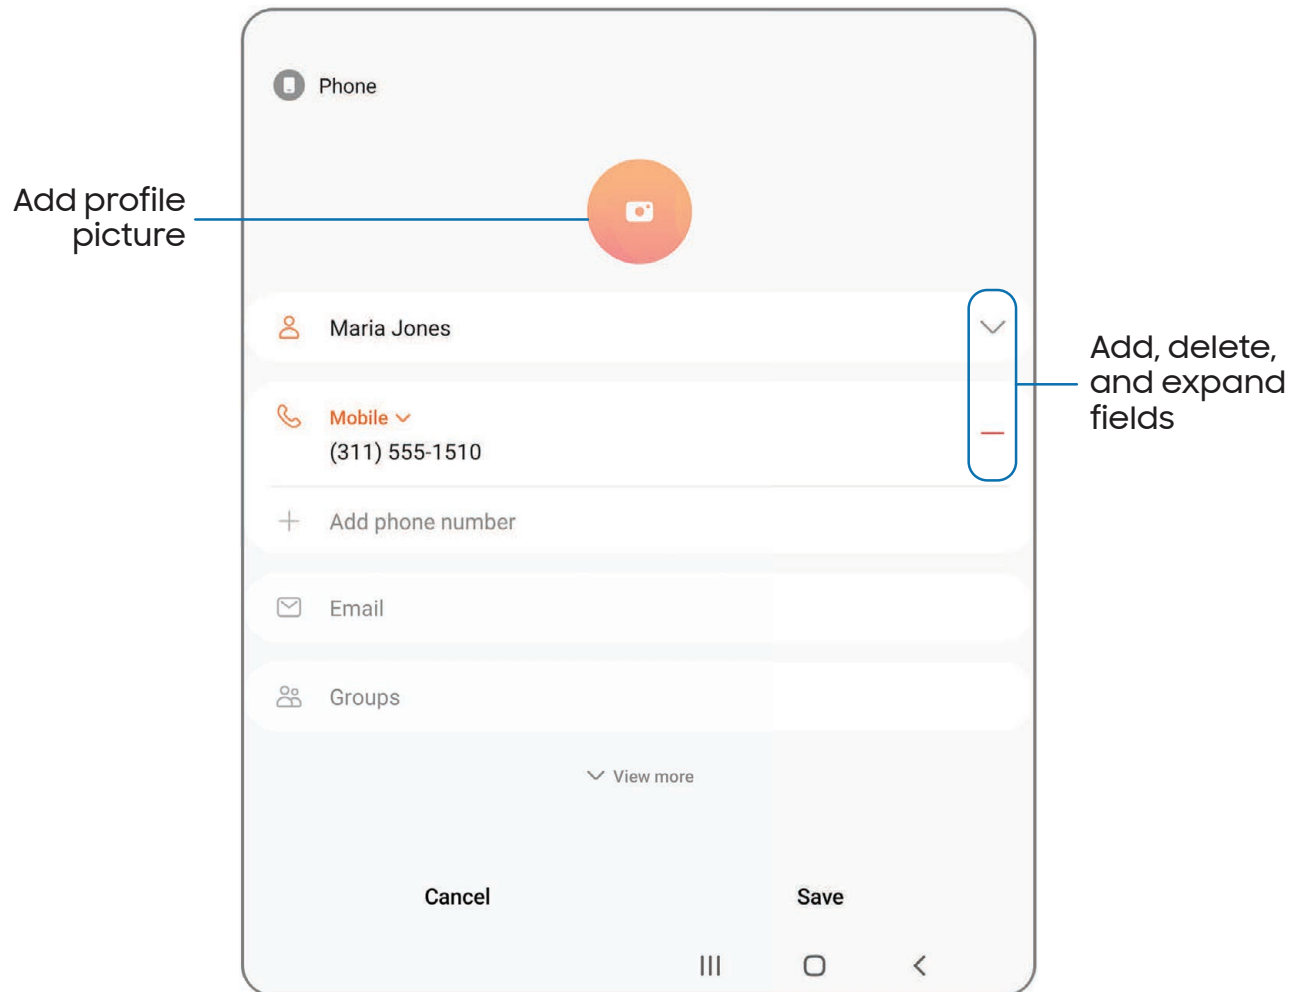 Phone
Add profile
picture
Maria Jones
Add, delete,
and expand
fields
Mobile
(311) 555-1510
Add phone number
Email
Groups
View more
Cancel
Save